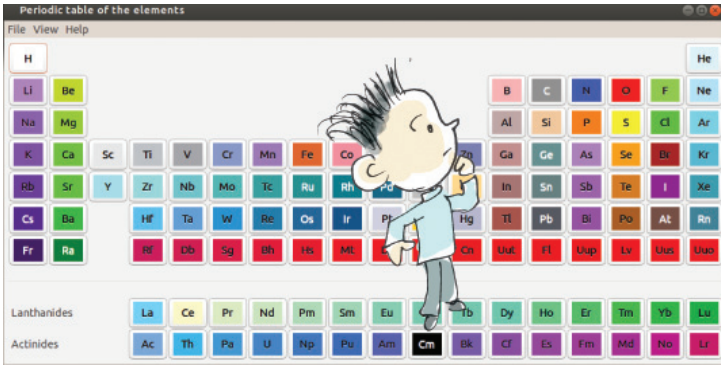 Periodic table of the elements
File View Help
H He
Li Be B C N O F Ne
Na Mg Al Si P S Cl Ar
K Ca Sc Ti V Cr Mn Fe Co Zn Ga Ge As Se Br Kr
Rb Sr Y Zr Nb Mo Tc Ru Rh Pd In Sn Sb Te I Xe
Cs Ba Hf Ta W Re Os Ir Pt Hg Tl Pb Bi Po At Rn
Fr Ra Rf Db Sg Bh Hs Mt Cn Uut Fl Uup Lv Uus Uuo
Lanthanides La Ce Pr Nd Pm Sm Eu Tb Dy Ho Er Tm Yb Lu
Actinides Ac Th Pa U Np Pu Am Cm Bk Cf Es Fm Md No Lr